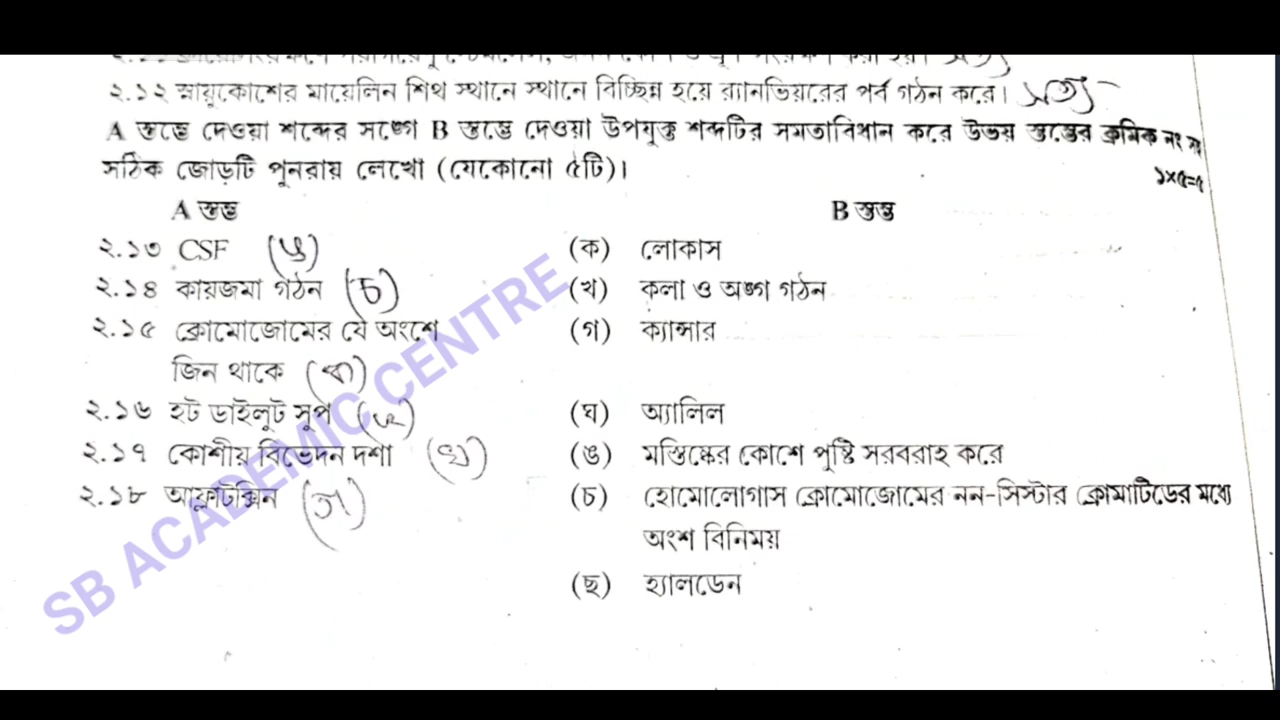 ২.১২ স্নায়ুকোশের মায়েলিন শিথ স্থানে স্থানে বিচ্ছিন্ন হয়ে র‍্যানভিয়রের পর্ব গঠন করে। সত্য
A স্তম্ভে দেওয়া শব্দের সঙ্গে B স্তম্ভে দেওয়া উপযুক্ত শব্দটির সমতাবিধান করে উভয় স্তম্ভের ক্রমিক নং
সঠিক জোড়টি পুনরায় লেখো (যেকোনো ৫টি)। ১×৫=৫
A স্তম্ভ B স্তম্ভ
২.১৩ CSF (ঙ) (ক) লোকাস
২.১৪ কায়জমা গঠন (চ) (খ) কলা ও অঙ্গ গঠন
২.১৫ ক্রোমোজোমের যে অংশে (গ) ক্যান্সার
জিন থাকে (ক)
২.১৬ হট ডাইলুট সুপ (ছ) (ঘ) অ্যালিল
২.১৭ কোশীয় বিভেদন দশা (খ) (ঙ) মস্তিষ্কের কোশে পুষ্টি সরবরাহ করে
২.১৮ আফ্লাটক্সিন (গ) (চ) হোমোলোগাস ক্রোমোজোমের নন-সিস্টার ক্রোমাটিডের মধ্যে
অংশ বিনিময়
(ছ) হ্যালডেন
SB ACADEMIC CENTRE